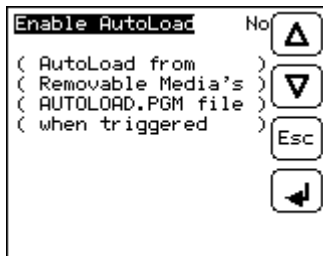 Enable AutoLoad No
( AutoLoad from )
( Removable Media's )
( AUTOLOAD.PGM file )
( when triggered )
Esc